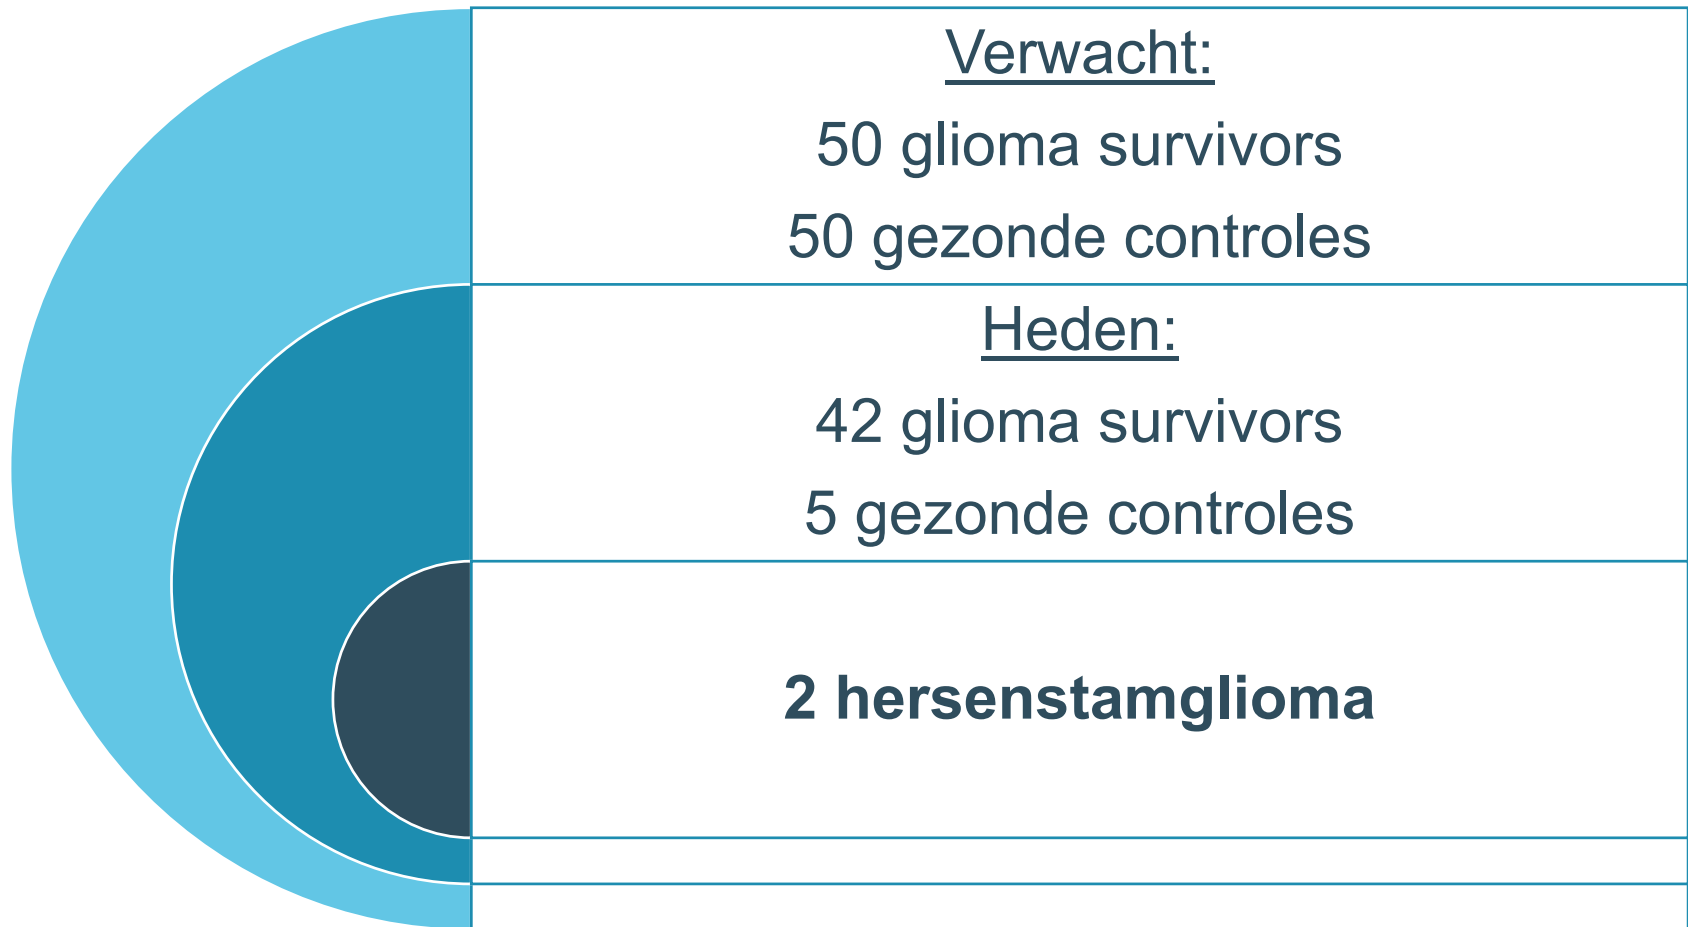 Verwacht:
50 glioma survivors
50 gezonde controles
Heden:
42 glioma survivors
5 gezonde controles
2 hersenstamglioma